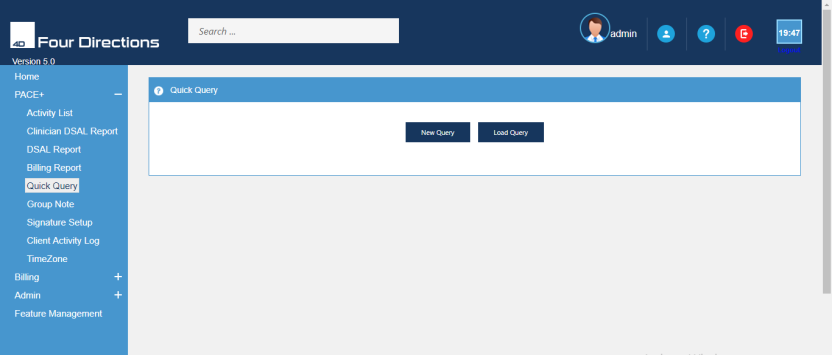 Search ...
admin
?
19:47
4D Four Directions
Version 5.0
Home
PACE+
Activity List
Clinician DSAL Report
DSAL Report
Billing Report
Quick Query
Group Note
Signature Setup
Client Activity Log
TimeZone
Billing
Admin
Feature Management
? Quick Query
New Query
Load Query